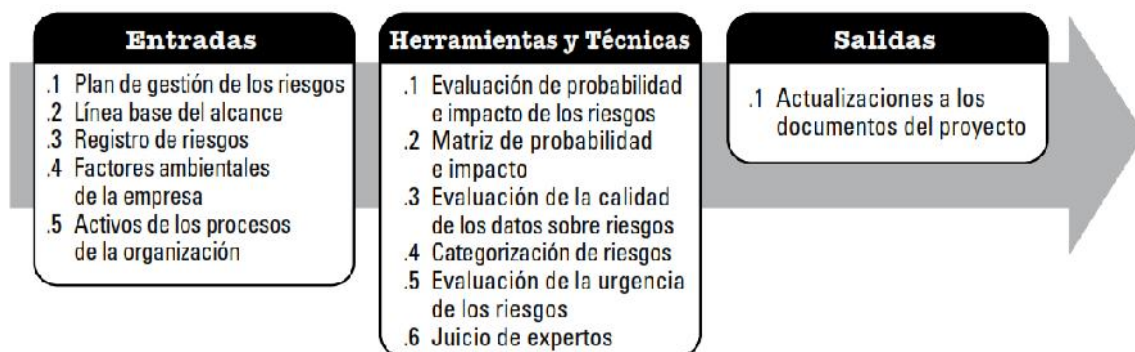 Entradas
.1 Plan de gestión de los riesgos
.2 Línea base del alcance
.3 Registro de riesgos
.4 Factores ambientales
de la empresa
.5 Activos de los procesos
de la organización
Herramientas y Técnicas
.1 Evaluación de probabilidad
e impacto de los riesgos
.2 Matriz de probabilidad
e impacto
.3 Evaluación de la calidad
de los datos sobre riesgos
.4 Categorización de riesgos
.5 Evaluación de la urgencia
de los riesgos
.6 Juicio de expertos
Salidas
.1 Actualizaciones a los
documentos del proyecto